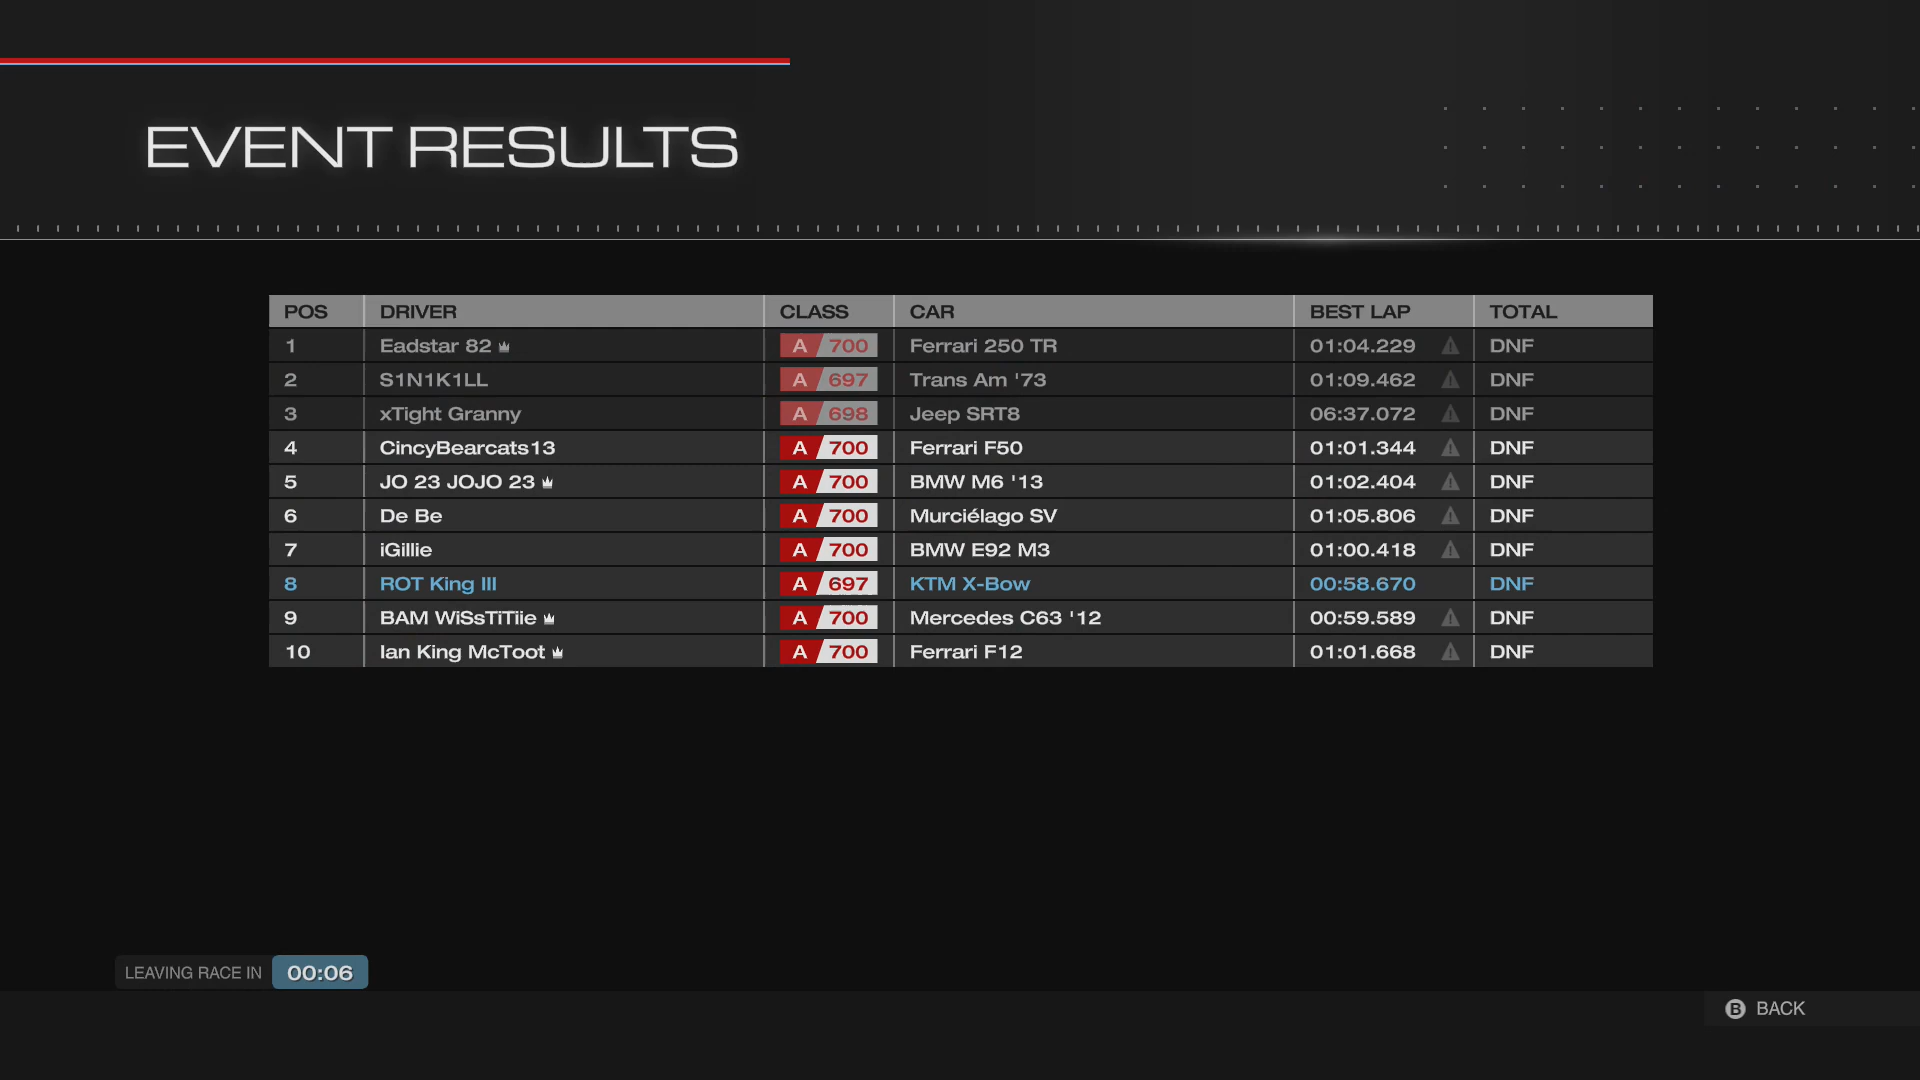 EVENT RESULTS
POS DRIVER CLASS CAR BEST LAP TOTAL
1 Eadstar 82 A 700 Ferrari 250 TR 01:04.229 DNF
2 S1N1K1LL A 697 Trans Am '73 01:09.462 DNF
3 xTight Granny A 698 Jeep SRT8 06:37.072 DNF
4 CincyBearcats13 A 700 Ferrari F50 01:01.344 DNF
5 JO 23 JOJO 23 A 700 BMW M6 '13 01:02.404 DNF
6 De Be A 700 Murciélago SV 01:05.806 DNF
7 iGillie A 700 BMW E92 M3 01:00.418 DNF
8 ROT King III A 697 KTM X-Bow 00:58.670 DNF
9 BAM WiSsTiTiie A 700 Mercedes C63 '12 00:59.589 DNF
10 Ian King McToot A 700 Ferrari F12 01:01.668 DNF
LEAVING RACE IN 00:06
B BACK